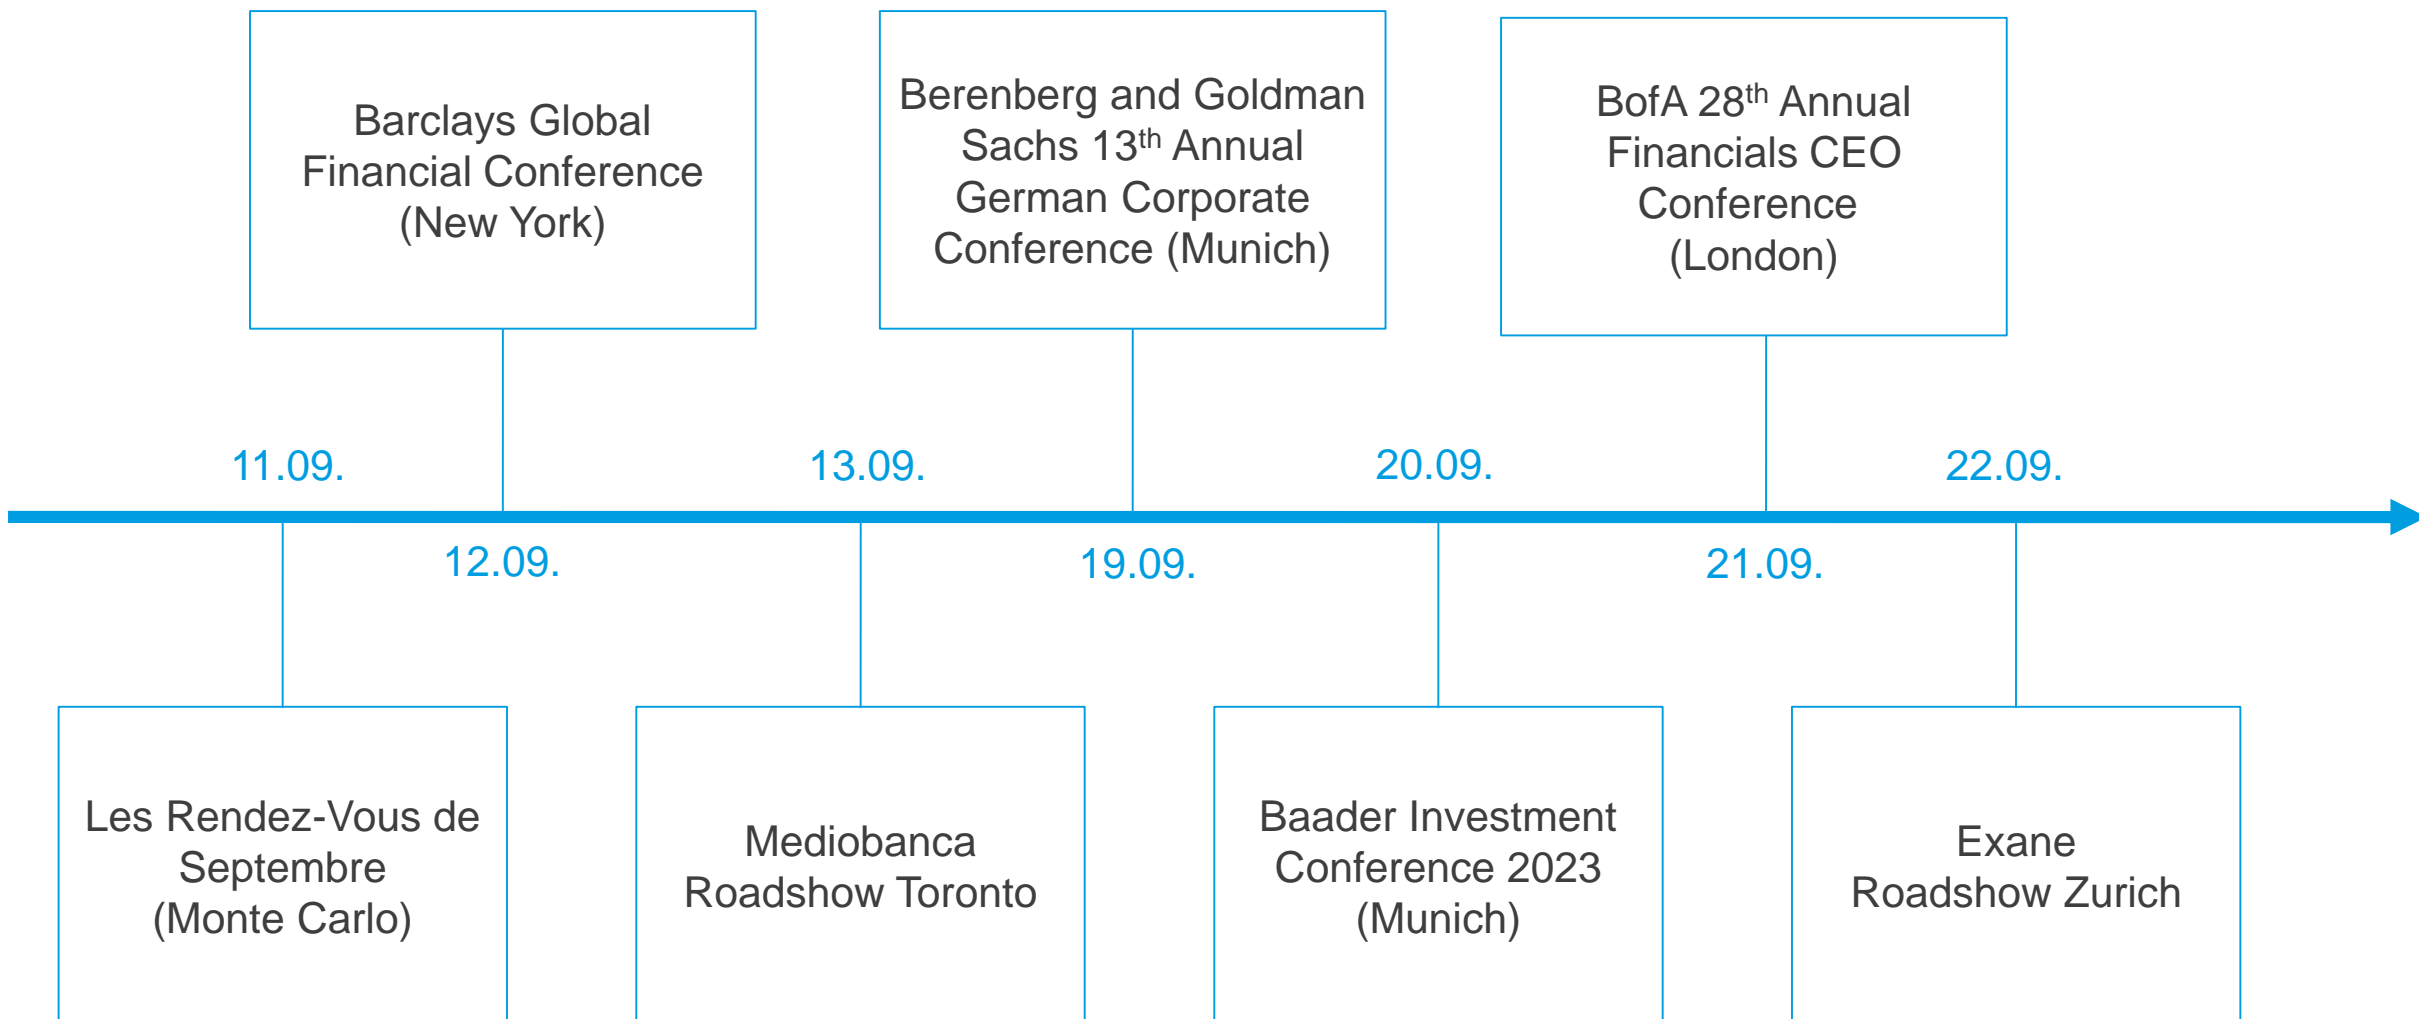 Barclays Global
Financial Conference
(New York)
Berenberg and Goldman
Sachs 13th Annual
German Corporate
Conference (Munich)
BofA 28th Annual
Financials CEO
Conference
(London)
11.09.
13.09.
20.09.
22.09.
12.09.
19.09.
21.09.
Les Rendez-Vous de
Septembre
(Monte Carlo)
Mediobanca
Roadshow Toronto
Baader Investment
Conference 2023
(Munich)
Exane
Roadshow Zurich